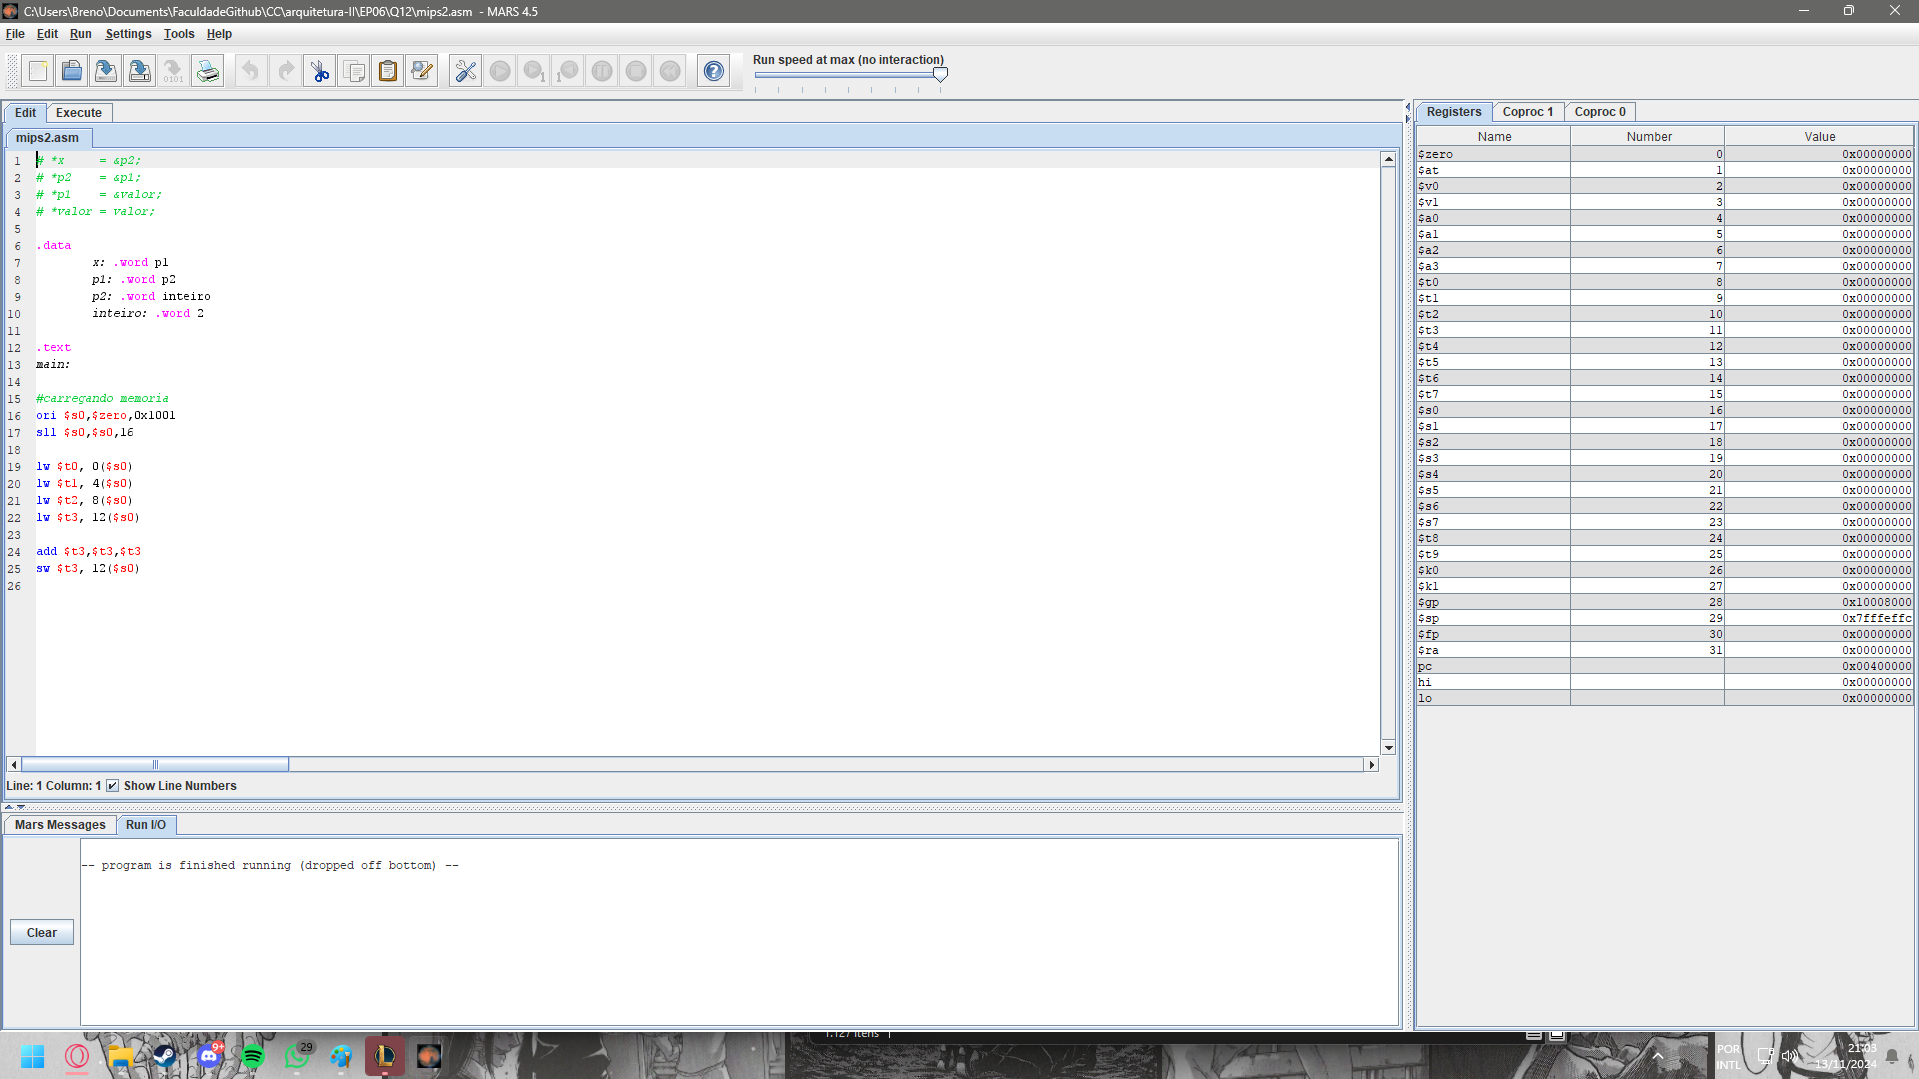 C:\Users\Breno\Documents\FaculdadeGithub\CC\arquitetura-II\EP06\Q12\mips2.asm - MARS 4.5
File Edit Run Settings Tools Help
Run speed at max (no interaction)
Edit Execute
mips2.asm
1 # *x     = &p2;
2 # *p2    = &p1;
3 # *p1    = &valor;
4 # *valor = valor;
5
6 .data
7 x: .word p1
8 p1: .word p2
9 p2: .word inteiro
10 inteiro: .word 2
11
12 .text
13 main:
14
15 #carregando memoria
16 ori $s0,$zero,0x1001
17 sll $s0,$s0,16
18
19 lw $t0, 0($s0)
20 lw $t1, 4($s0)
21 lw $t2, 8($s0)
22 lw $t3, 12($s0)
23
24 add $t3,$t3,$t3
25 sw $t3, 12($s0)
26
Line: 1 Column: 1 Show Line Numbers
Mars Messages Run I/O
-- program is finished running (dropped off bottom) --
Clear
Registers Coproc 1 Coproc 0
Name Number Value
$zero 0 0x00000000
$at 1 0x00000000
$v0 2 0x00000000
$v1 3 0x00000000
$a0 4 0x00000000
$a1 5 0x00000000
$a2 6 0x00000000
$a3 7 0x00000000
$t0 8 0x00000000
$t1 9 0x00000000
$t2 10 0x00000000
$t3 11 0x00000000
$t4 12 0x00000000
$t5 13 0x00000000
$t6 14 0x00000000
$t7 15 0x00000000
$s0 16 0x00000000
$s1 17 0x00000000
$s2 18 0x00000000
$s3 19 0x00000000
$s4 20 0x00000000
$s5 21 0x00000000
$s6 22 0x00000000
$s7 23 0x00000000
$t8 24 0x00000000
$t9 25 0x00000000
$k0 26 0x00000000
$k1 27 0x00000000
$gp 28 0x10008000
$sp 29 0x7fffeffc
$fp 30 0x00000000
$ra 31 0x00000000
pc 0x00400000
hi 0x00000000
lo 0x00000000
1.127 itens
9+
29
POR
INTL
21:03
13/11/2024